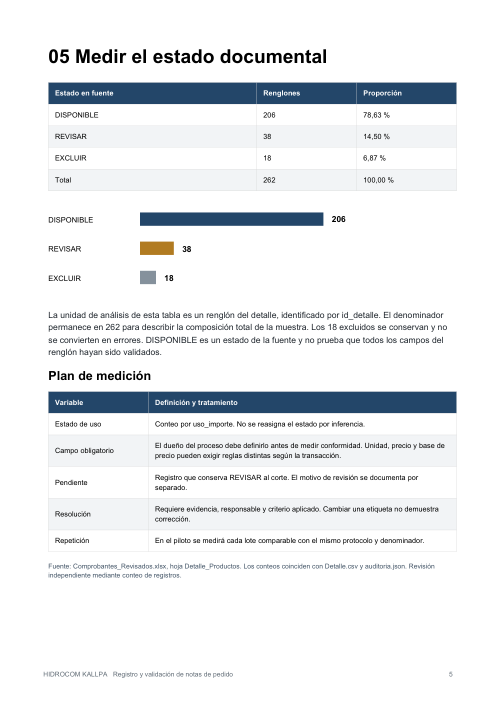 05 Medir el estado documental
Estado en fuente Renglones Proporción
DISPONIBLE 206 78,63 %
REVISAR 38 14,50 %
EXCLUIR 18 6,87 %
Total 262 100,00 %
DISPONIBLE 206
REVISAR 38
EXCLUIR 18
La unidad de análisis de esta tabla es un renglón del detalle, identificado por id_detalle. El denominador
permanece en 262 para describir la composición total de la muestra. Los 18 excluidos se conservan y no
se convierten en errores. DISPONIBLE es un estado de la fuente y no prueba que todos los campos del
renglón hayan sido validados.
Plan de medición
Variable Definición y tratamiento
Estado de uso Conteo por uso_importe. No se reasigna el estado por inferencia.
Campo obligatorio El dueño del proceso debe definirlo antes de medir conformidad. Unidad, precio y base de
precio pueden exigir reglas distintas según la transacción.
Pendiente Registro que conserva REVISAR al corte. El motivo de revisión se documenta por
separado.
Resolución Requiere evidencia, responsable y criterio aplicado. Cambiar una etiqueta no demuestra
corrección.
Repetición En el piloto se medirá cada lote comparable con el mismo protocolo y denominador.
Fuente: Comprobantes_Revisados.xlsx, hoja Detalle_Productos. Los conteos coinciden con Detalle.csv y auditoria.json. Revisión
independiente mediante conteo de registros.
HIDROCOM KALLPA Registro y validación de notas de pedido 5